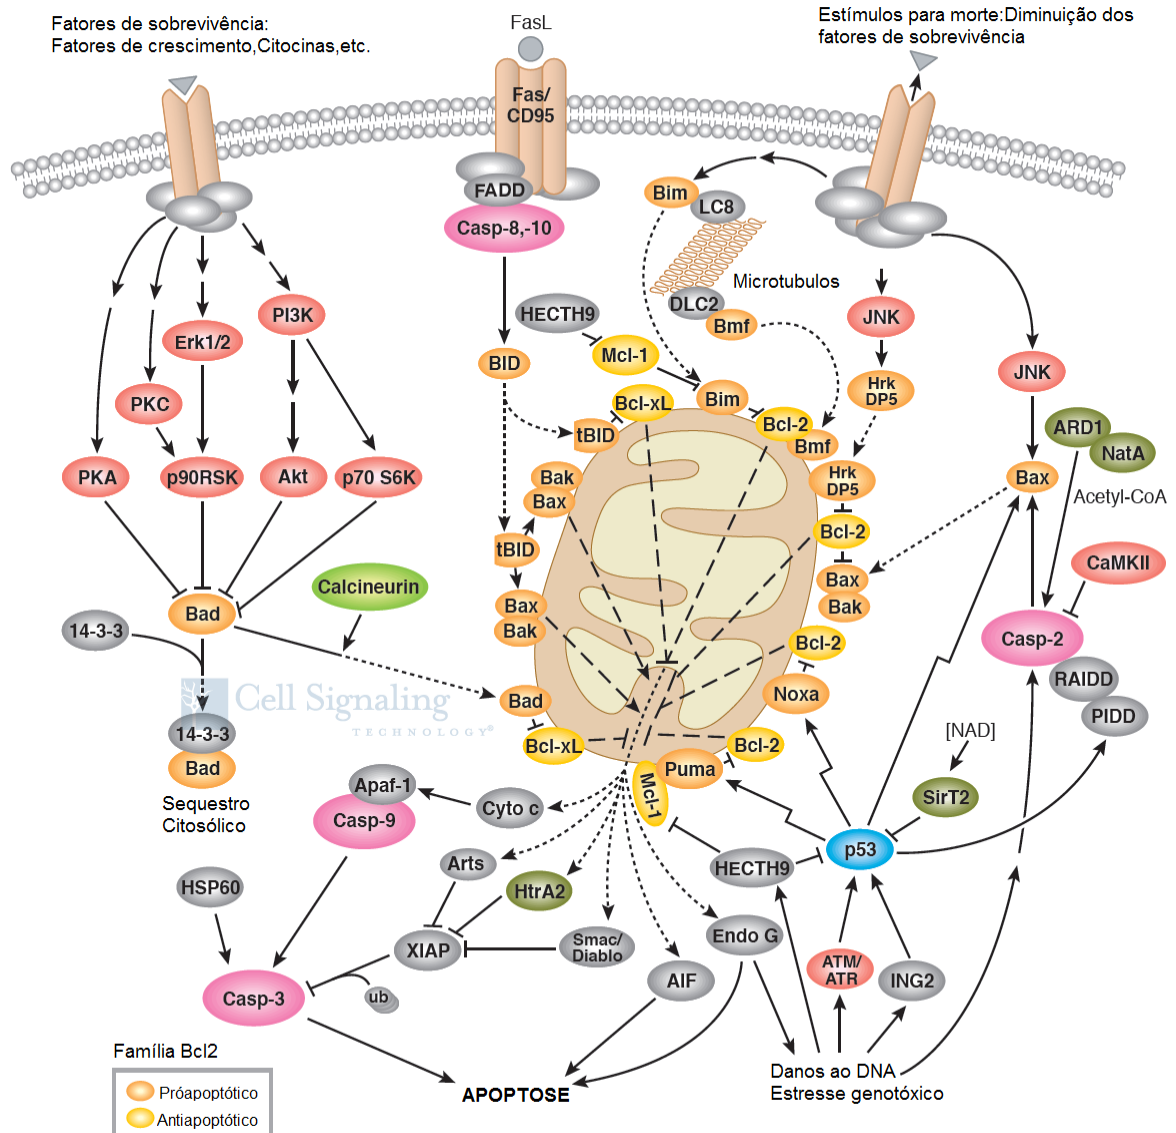 Fatores de sobrevivência:
Fatores de crescimento,Citocinas,etc.
FasL
Estímulos para morte:Diminuição dos
fatores de sobrevivência
Fas/
CD95
FADD
Casp-8,-10
Bim
LC8
Microtubulos
DLC2
Bmf
HECTH9
Mcl-1
BID
JNK
Hrk
DP5
JNK
PI3K
Erk1/2
PKC
PKA
p90RSK
Akt
p70 S6K
Bcl-xL
Bim
tBID
Bcl-2
Bmf
ARD1
NatA
Bak
Bax
Hrk
DP5
Bax
Acetyl-CoA
tBID
Bcl-2
CaMKII
Calcineurin
Bax
Bak
Bax
Bak
14-3-3
Bad
Bcl-2
Casp-2
RAIDD
PIDD
Noxa
Cell Signaling
TECHNOLOGY®
Bad
Bcl-xL
Bcl-2
14-3-3
Bad
[NAD]
Sequestro
Citosólico
Puma
Mcl-1
Apaf-1
Casp-9
Cyto c
SirT2
p53
Arts
HECTH9
HSP60
HtrA2
XIAP
Smac/
Diablo
Endo G
ATM/
ATR
ING2
AIF
Casp-3
ub
Família Bcl2
Próapoptótico
Antiapoptótico
APOPTOSE
Danos ao DNA
Estresse genotóxico